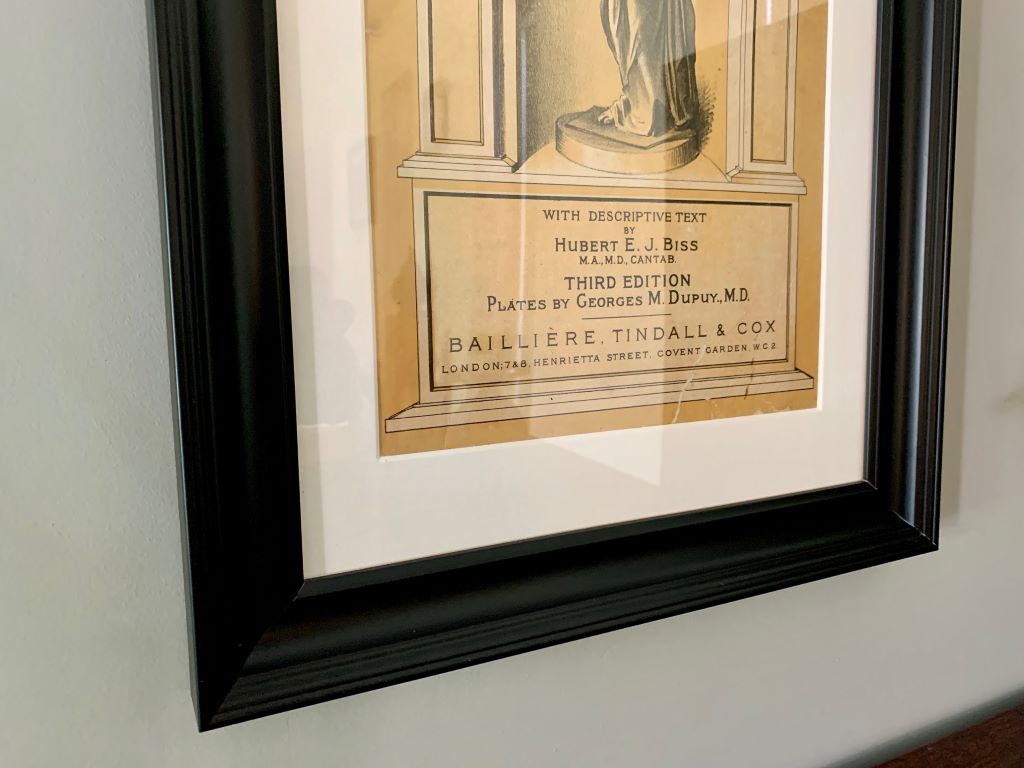 WITH DESCRIPTIVE TEXT
BY
HUBERT E. J. BISS
M.A., M.D., CANTAB.
THIRD EDITION
PLATES BY GEORGES M. DUPUY., M.D.
BAILLIÈRE, TINDALL & COX
LONDON; 7 & 8, HENRIETTA STREET, COVENT GARDEN, W.C.2